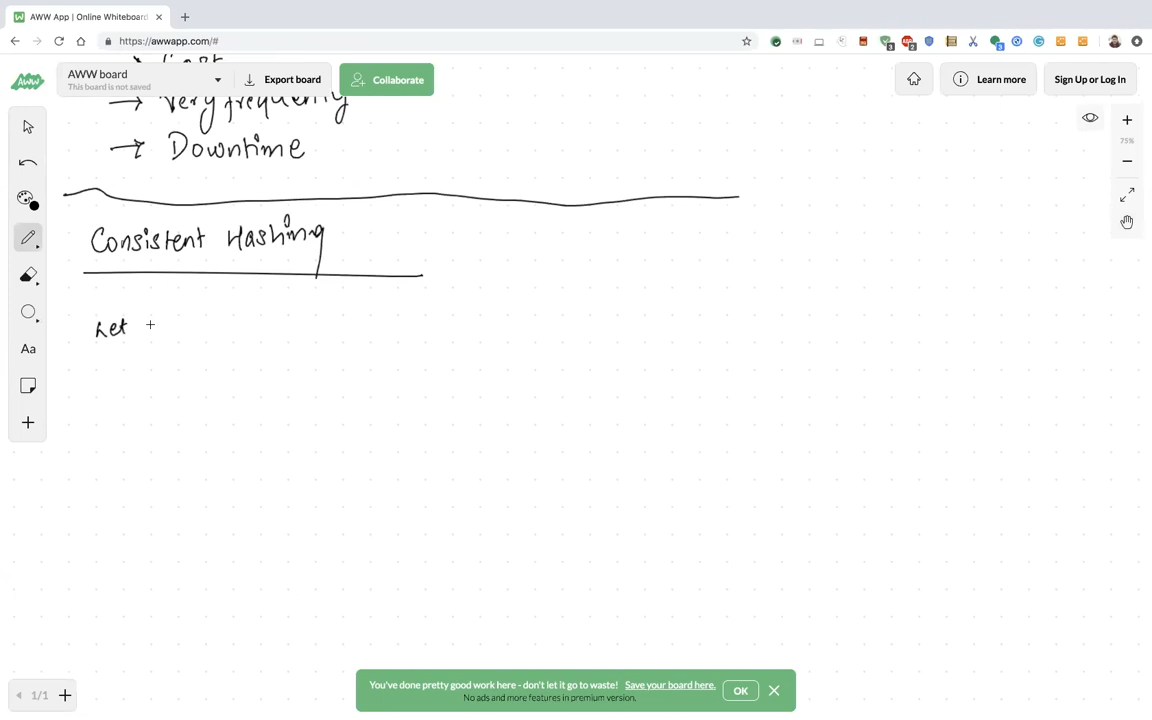 AWW App | Online Whiteboard
https://awwapp.com/#
AWW
AWW board
This board is not saved
Export board
Collaborate
Learn more
Sign Up or Log In
→ Cost
→ Very frequently
→ Downtime
75%
Consistent Hashing
Let
Aa
You've done pretty good work here - don't let it go to waste! Save your board here.
No ads and more features in premium version.
OK
1/1